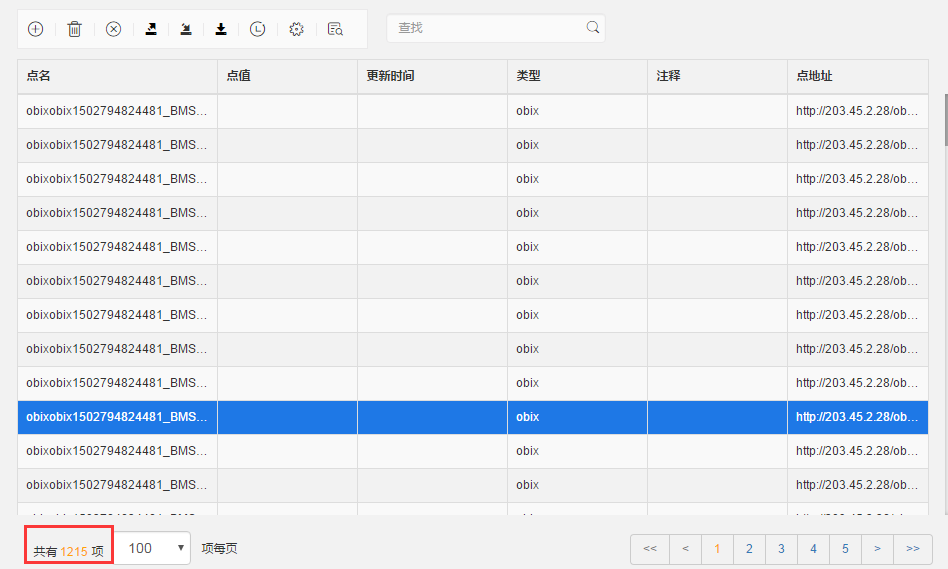 查找
点名 点值 更新时间 类型 注释 点地址
obixobix1502794824481_BMS... obix http://203.45.2.28/ob...
obixobix1502794824481_BMS... obix http://203.45.2.28/ob...
obixobix1502794824481_BMS... obix http://203.45.2.28/ob...
obixobix1502794824481_BMS... obix http://203.45.2.28/ob...
obixobix1502794824481_BMS... obix http://203.45.2.28/ob...
obixobix1502794824481_BMS... obix http://203.45.2.28/ob...
obixobix1502794824481_BMS... obix http://203.45.2.28/ob...
obixobix1502794824481_BMS... obix http://203.45.2.28/ob...
obixobix1502794824481_BMS... obix http://203.45.2.28/ob...
obixobix1502794824481_BMS... obix http://203.45.2.28/ob...
obixobix1502794824481_BMS... obix http://203.45.2.28/ob...
obixobix1502794824481_BMS... obix http://203.45.2.28/ob...
共有 1215 项 100 项每页 << < 1 2 3 4 5 > >>